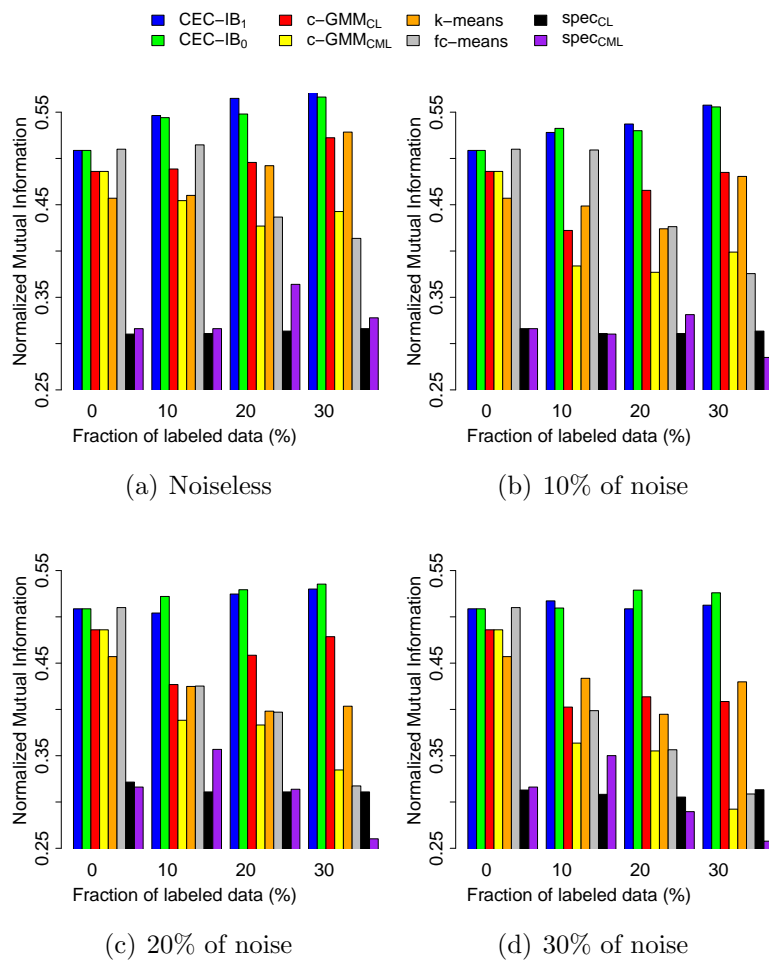 CEC−IB₁ c−GMM_CL k−means spec_CL
CEC−IB₀ c−GMM_CML fc−means spec_CML
Normalized Mutual Information
0.55
0.45
0.35
0.25
0 10 20 30
Fraction of labeled data (%)
(a) Noiseless
Normalized Mutual Information
0.55
0.45
0.35
0.25
0 10 20 30
Fraction of labeled data (%)
(b) 10% of noise
Normalized Mutual Information
0.55
0.45
0.35
0.25
0 10 20 30
Fraction of labeled data (%)
(c) 20% of noise
Normalized Mutual Information
0.55
0.45
0.35
0.25
0 10 20 30
Fraction of labeled data (%)
(d) 30% of noise